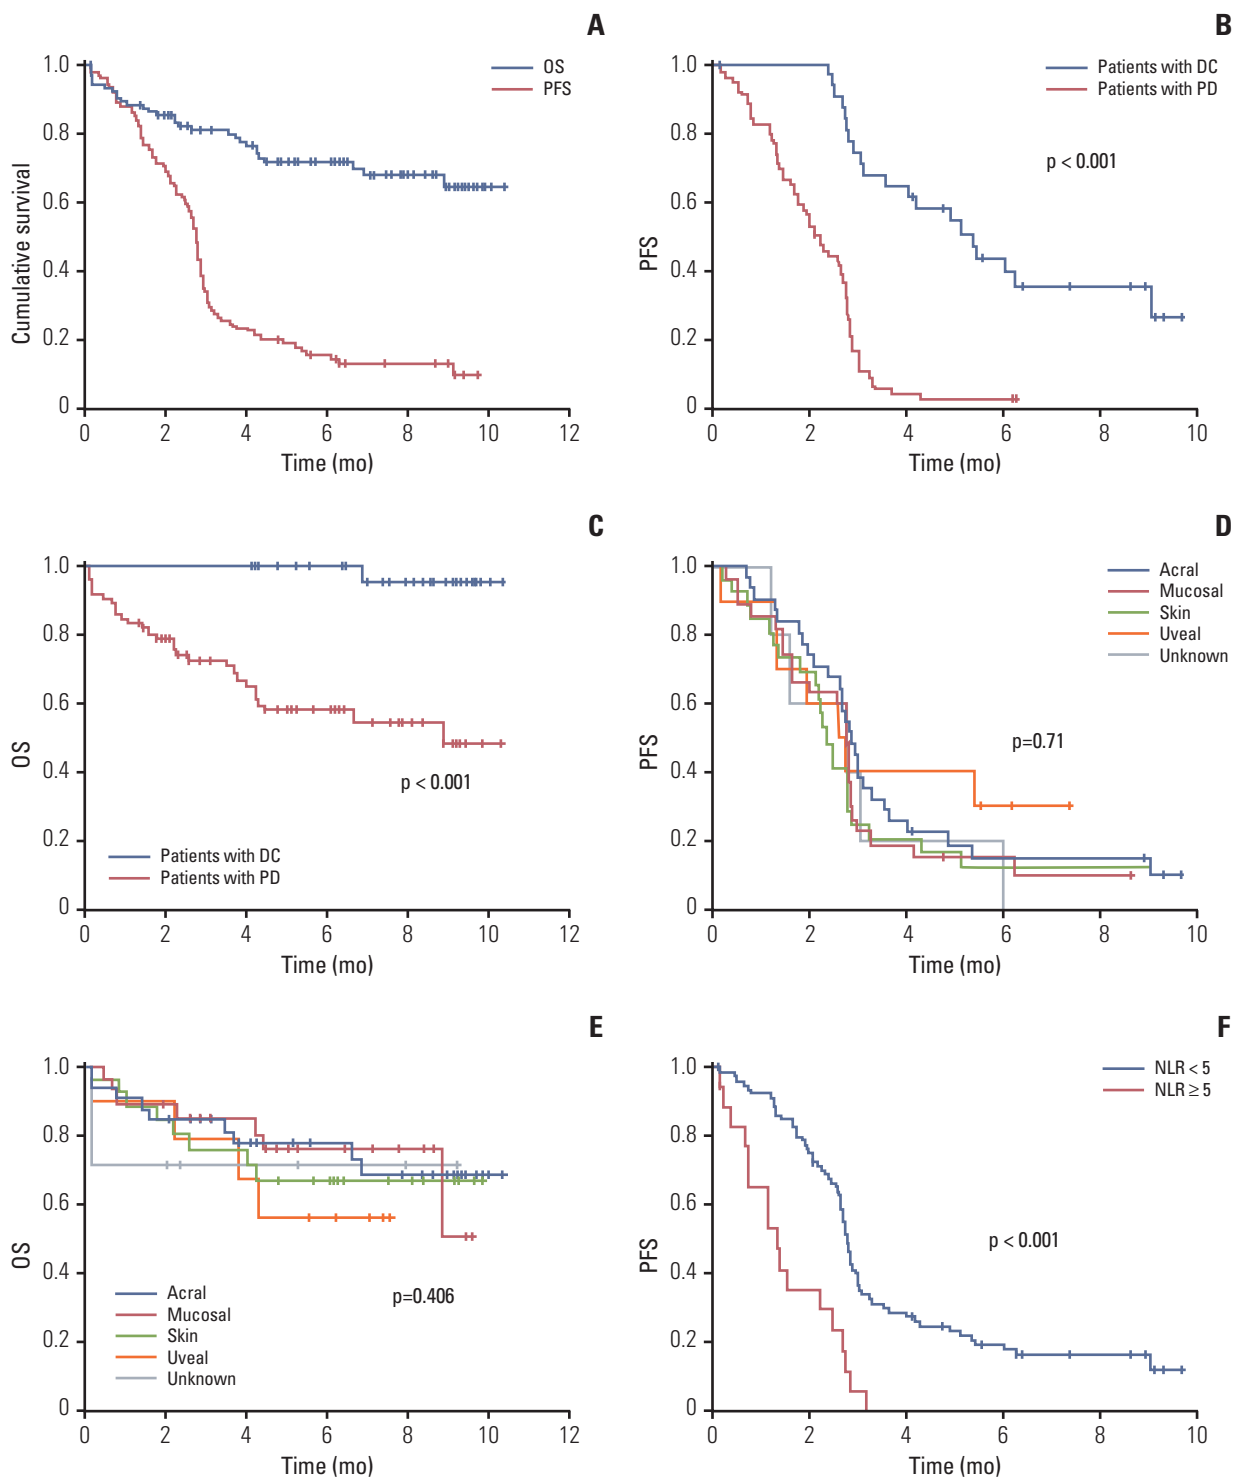 A
1.0
0.8
0.6
0.4
0.2
0
Cumulative survival
OS
PFS
0 2 4 6 8 10 12
Time (mo)
B
1.0
0.8
0.6
0.4
0.2
0
PFS
Patients with DC
Patients with PD
p < 0.001
0 2 4 6 8 10
Time (mo)
C
1.0
0.8
0.6
0.4
0.2
0
OS
p < 0.001
Patients with DC
Patients with PD
0 2 4 6 8 10 12
Time (mo)
D
1.0
0.8
0.6
0.4
0.2
0
PFS
Acral
Mucosal
Skin
Uveal
Unknown
p=0.71
0 2 4 6 8 10
Time (mo)
E
1.0
0.8
0.6
0.4
0.2
0
OS
Acral
Mucosal
Skin
Uveal
Unknown
p=0.406
0 2 4 6 8 10 12
Time (mo)
F
1.0
0.8
0.6
0.4
0.2
0
PFS
NLR < 5
NLR ≥ 5
p < 0.001
0 2 4 6 8 10
Time (mo)